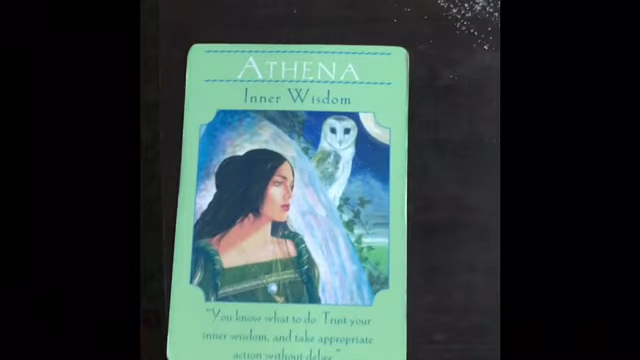 ATHENA
Inner Wisdom
"You know what to do. Trust your
inner wisdom, and take appropriate
action without delay."